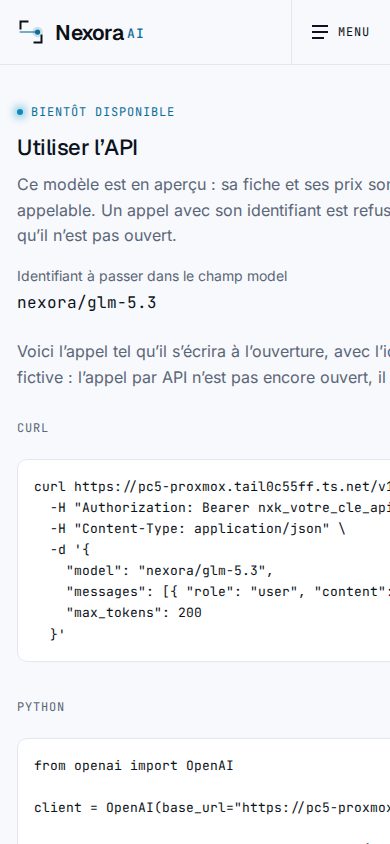 Nexora AI
MENU
BIENTÔT DISPONIBLE
Utiliser l’API
Ce modèle est en aperçu : sa fiche et ses prix
appelable. Un appel avec son identifiant est
qu’il n’est pas ouvert.
Identifiant à passer dans le champ model
nexora/glm-5.3
Voici l’appel tel qu’il s’écrira à l’ouverture, avec
fictive : l’appel par API n’est pas encore ouvert, il
CURL
curl https://pc5-proxmox.tail0c55ff.ts.net/v1
-H "Authorization: Bearer nxk_votre_cle_api
-H "Content-Type: application/json" \
-d '{
"model": "nexora/glm-5.3",
"messages": [{ "role": "user", "content":
"max_tokens": 200
}'
PYTHON
from openai import OpenAI
client = OpenAI(base_url="https://pc5-proxmox